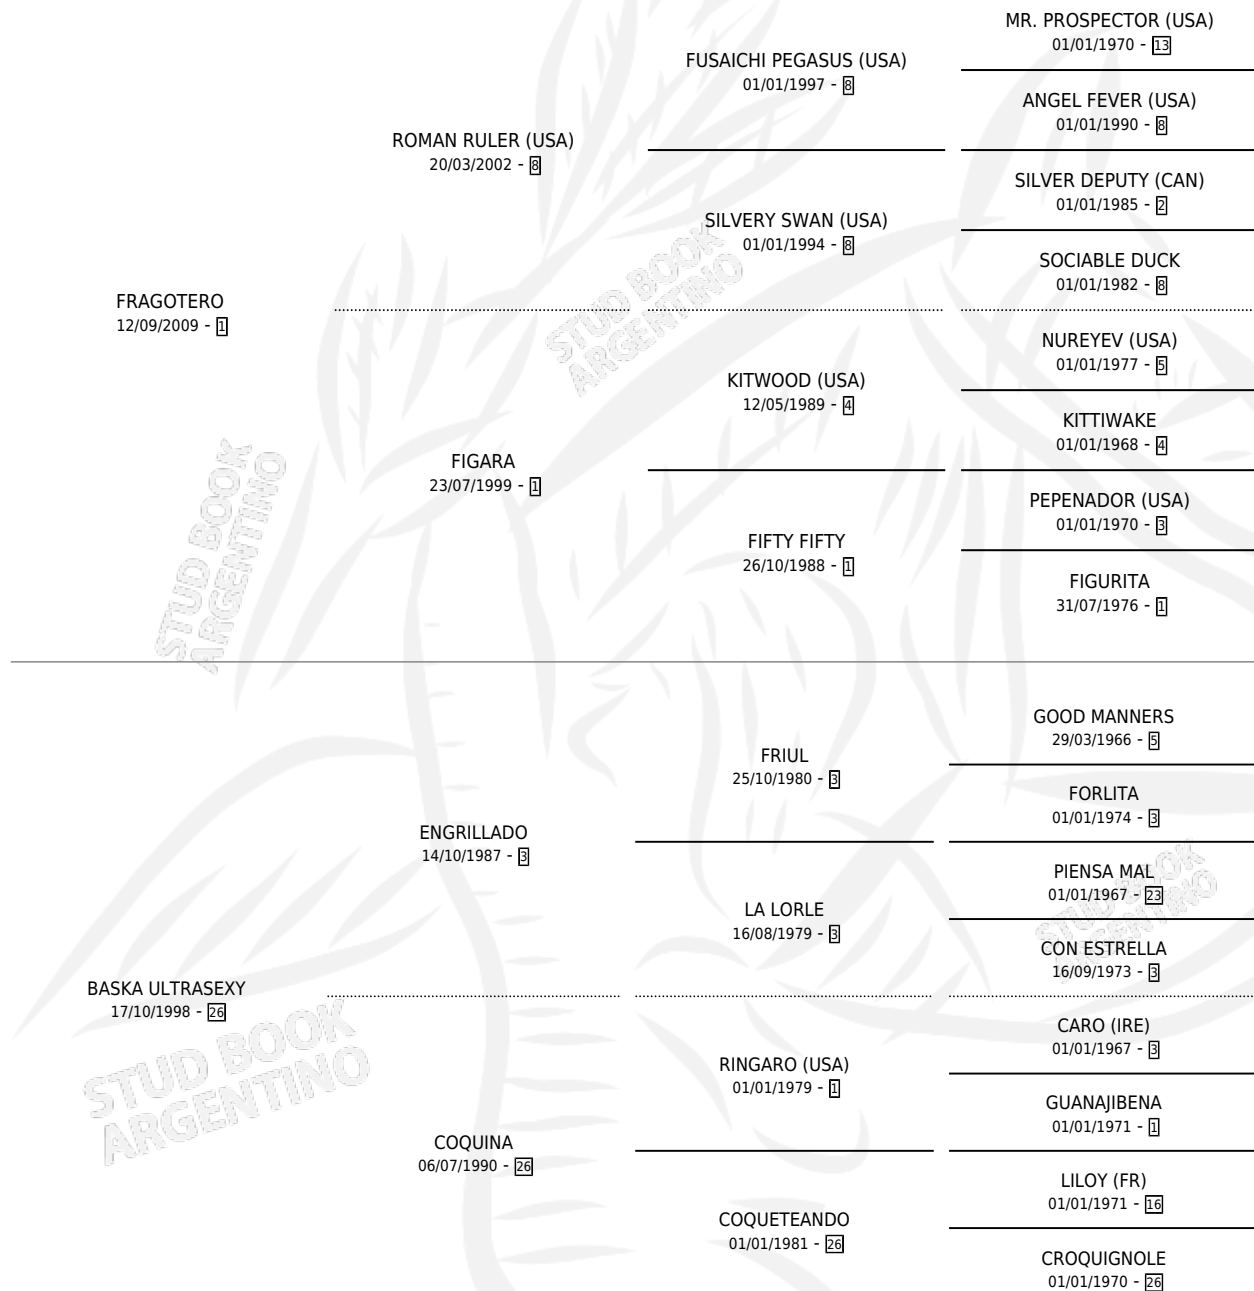 MR. PROSPECTOR (USA)
01/01/1970 - 13
FUSAICHI PEGASUS (USA)
01/01/1997 - 8
ANGEL FEVER (USA)
01/01/1990 - 8
ROMAN RULER (USA)
20/03/2002 - 8
SILVER DEPUTY (CAN)
01/01/1985 - 2
SILVERY SWAN (USA)
01/01/1994 - 8
SOCIABLE DUCK
01/01/1982 - 8
STUD BOOK
ARGENTINO
FRAGOTERO
12/09/2009 - 1
NUREYEV (USA)
01/01/1977 - 5
KITWOOD (USA)
12/05/1989 - 4
KITTIWAKE
01/01/1968 - 4
FIGARA
23/07/1999 - 1
PEPENADOR (USA)
01/01/1970 - 3
FIFTY FIFTY
26/10/1988 - 1
FIGURITA
31/07/1976 - 1
STUD BOOK
ARGENTINO
GOOD MANNERS
29/03/1966 - 5
FRIUL
25/10/1980 - 3
FORLITA
01/01/1974 - 3
ENGRILLADO
14/10/1987 - 3
PIENSA MAL
01/01/1967 - 23
LA LORLE
16/08/1979 - 3
CON ESTRELLA
16/09/1973 - 3
STUD BOOK
ARGENTINO
BASKA ULTRASEXY
17/10/1998 - 26
CARO (IRE)
01/01/1967 - 3
RINGARO (USA)
01/01/1979 - 1
GUANAJIBENA
01/01/1971 - 1
STUD BOOK
ARGENTINO
COQUINA
06/07/1990 - 26
LILOY (FR)
01/01/1971 - 16
COQUETEANDO
01/01/1981 - 26
CROQUIGNOLE
01/01/1970 - 26